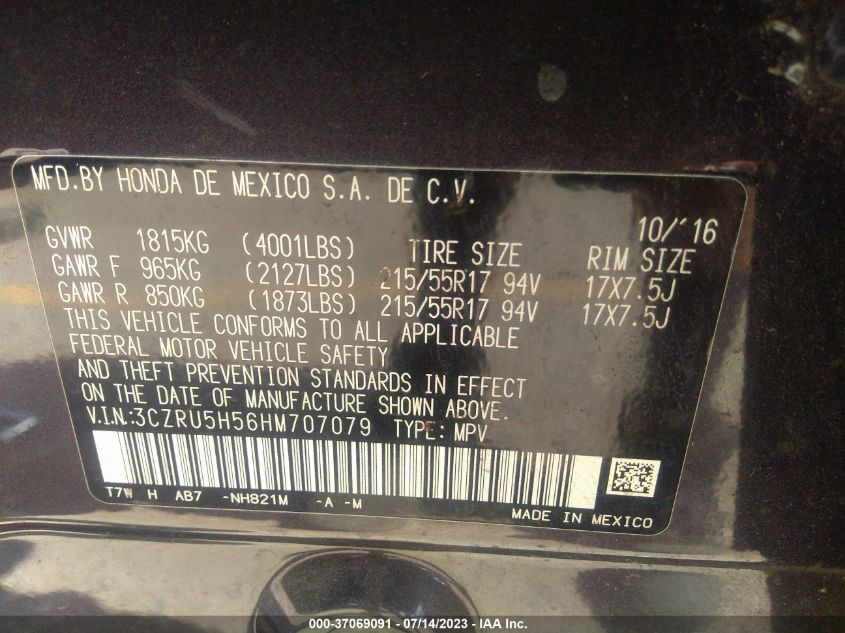 MFD.BY HONDA DE MEXICO S.A. DE C.V.
10/'16
GVWR 1815KG (4001LBS) TIRE SIZE RIM SIZE
GAWR F 965KG (2127LBS) 215/55R17 94V 17X7.5J
GAWR R 850KG (1873LBS) 215/55R17 94V 17X7.5J
THIS VEHICLE CONFORMS TO ALL APPLICABLE
FEDERAL MOTOR VEHICLE SAFETY
AND THEFT PREVENTION STANDARDS IN EFFECT
ON THE DATE OF MANUFACTURE SHOWN ABOVE.
V.I.N:3CZRU5H56HM707079 TYPE: MPV
T7W H AB7 -NH821M -A -M
MADE IN MEXICO
000-37069091 - 07/14/2023 - IAA Inc.